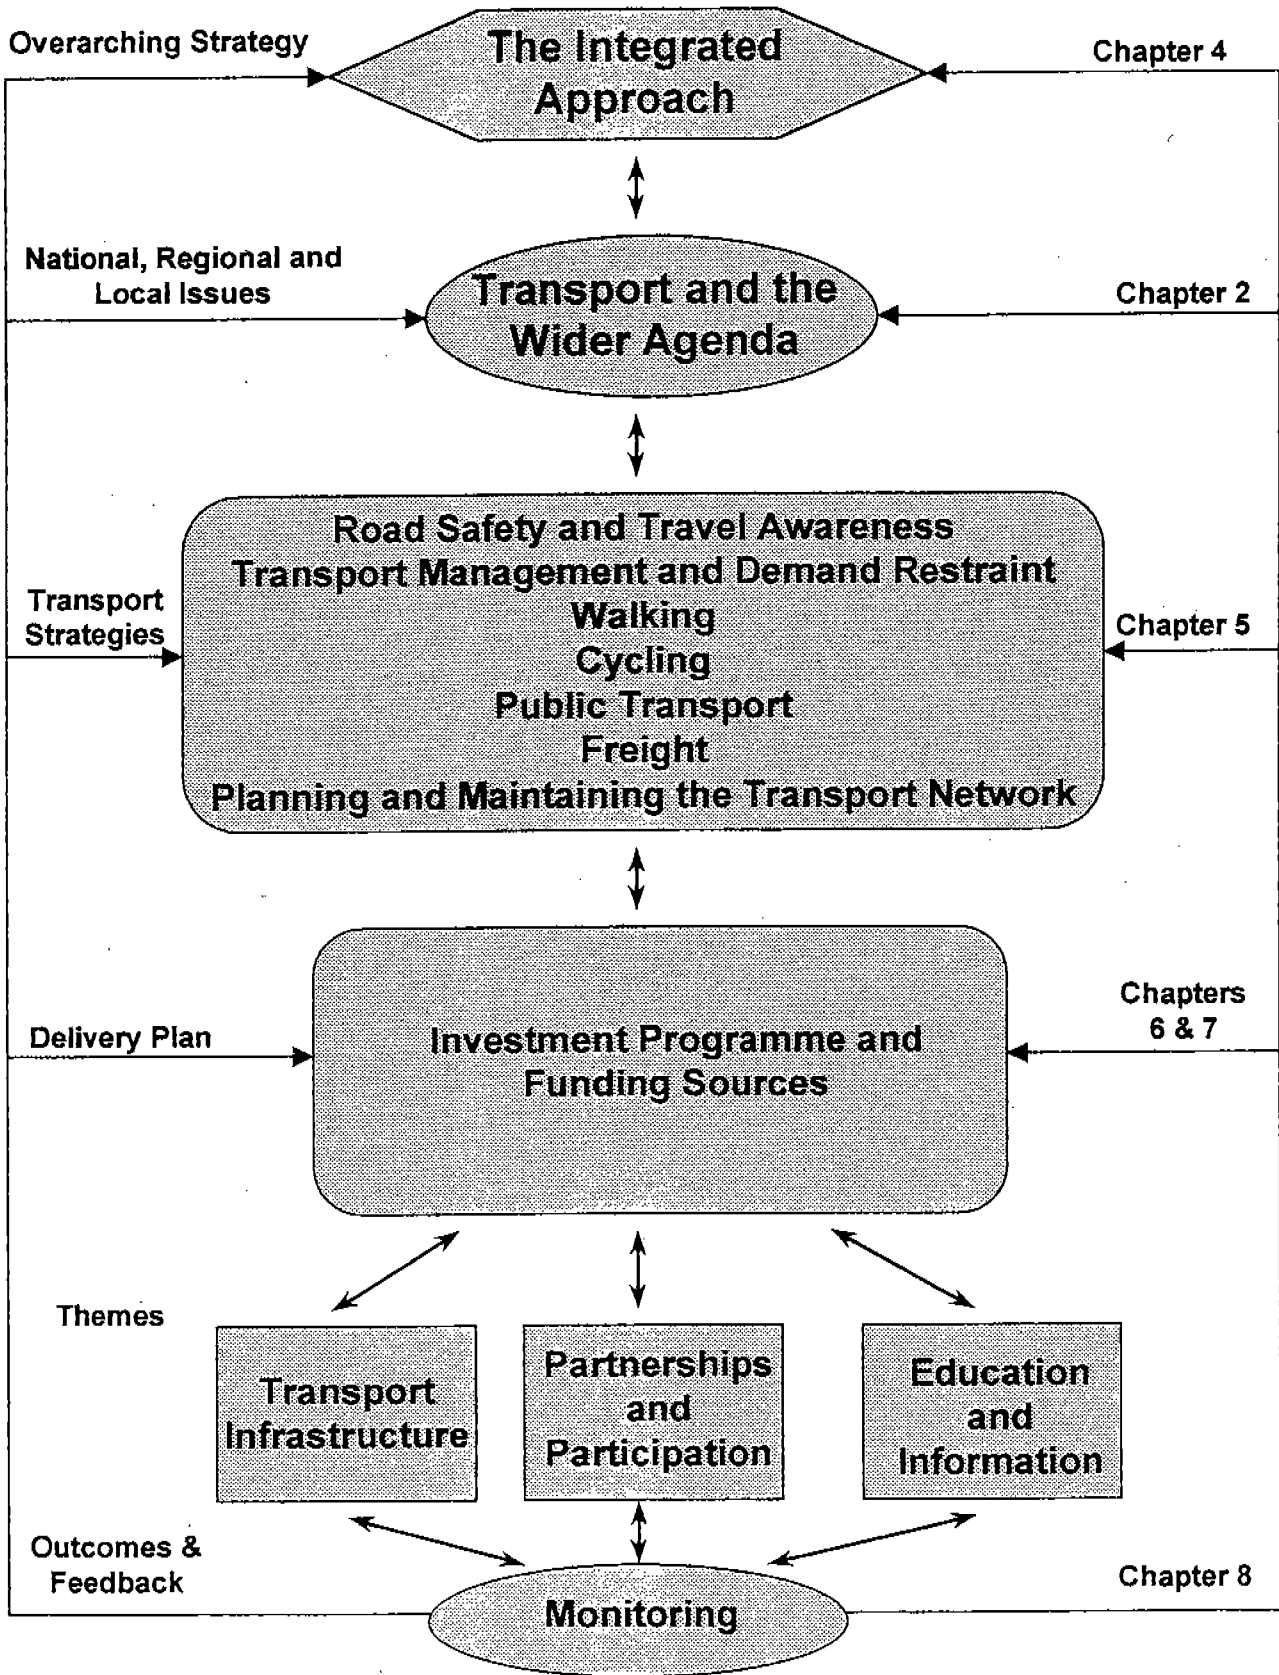 Overarching Strategy
The Integrated
Approach
Chapter 4
National, Regional and
Local Issues
Transport and the
Wider Agenda
Chapter 2
Transport
Strategies
Road Safety and Travel Awareness
Transport Management and Demand Restraint
Walking
Cycling
Public Transport
Freight
Planning and Maintaining the Transport Network
Chapter 5
Delivery Plan
Investment Programme and
Funding Sources
Chapters
6 & 7
Themes
Transport
Infrastructure
Partnerships
and
Participation
Education
and
Information
Outcomes &
Feedback
Monitoring
Chapter 8